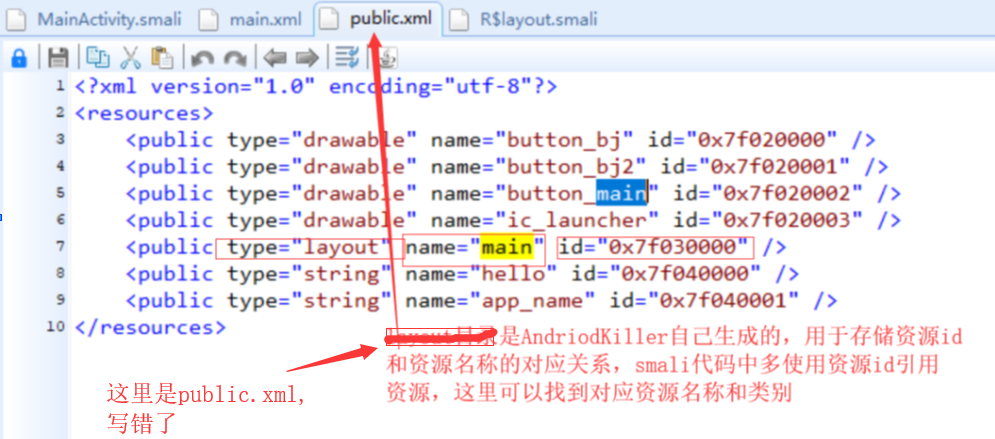 MainActivity.smali main.xml public.xml R$layout.smali
1 <?xml version="1.0" encoding="utf-8"?>
2 <resources>
3 <public type="drawable" name="button_bj" id="0x7f020000" />
4 <public type="drawable" name="button_bj2" id="0x7f020001" />
5 <public type="drawable" name="button_main" id="0x7f020002" />
6 <public type="drawable" name="ic_launcher" id="0x7f020003" />
7 <public type="layout" name="main" id="0x7f030000" />
8 <public type="string" name="hello" id="0x7f040000" />
9 <public type="string" name="app_name" id="0x7f040001" />
10 </resources>
layout目录是AndriodKiller自己生成的，用于存储资源id
和资源名称的对应关系，smali代码中多使用资源id引用
资源，这里可以找到对应资源名称和类别
这里是public.xml,
写错了